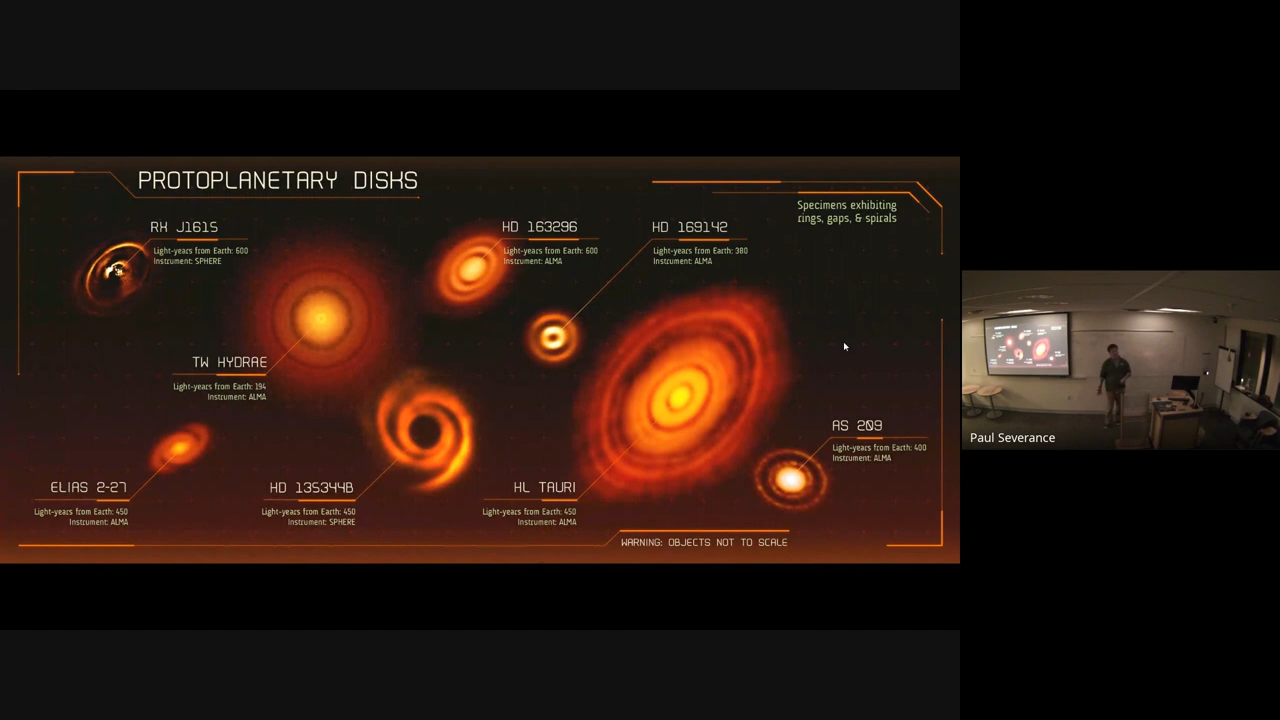 PROTOPLANETARY DISKS
Specimens exhibiting
rings, gaps, & spirals
RX J1615
Light-years from Earth: 600
Instrument: SPHERE
HD 163296
Light-years from Earth: 600
Instrument: ALMA
HD 169142
Light-years from Earth: 380
Instrument: ALMA
TW HYDRAE
Light-years from Earth: 194
Instrument: ALMA
AS 209
Light-years from Earth: 400
Instrument: ALMA
ELIAS 2-27
Light-years from Earth: 450
Instrument: ALMA
HD 135344B
Light-years from Earth: 450
Instrument: SPHERE
HL TAURI
Light-years from Earth: 450
Instrument: ALMA
WARNING: OBJECTS NOT TO SCALE
Paul Severance